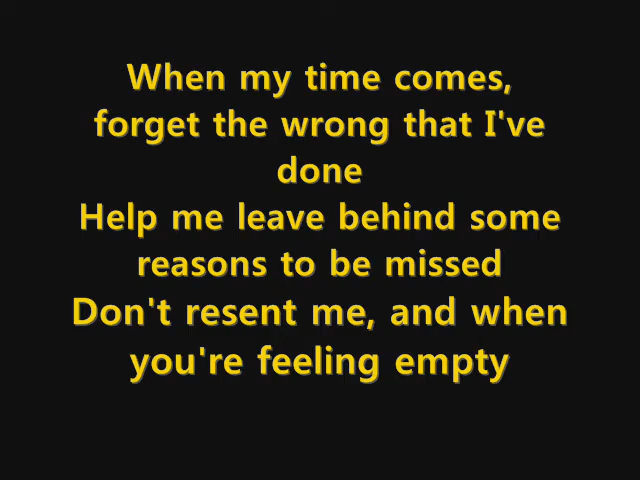 When my time comes,
forget the wrong that I've
done
Help me leave behind some
reasons to be missed
Don't resent me, and when
you're feeling empty